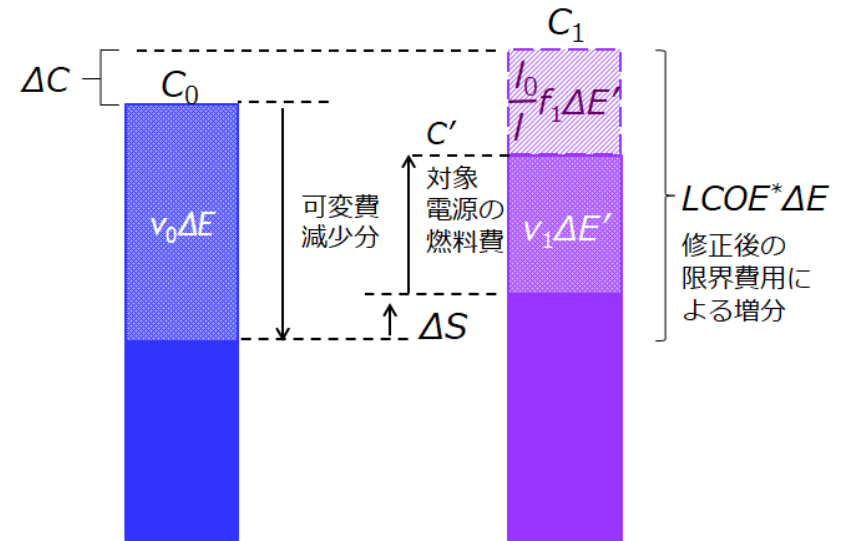 C₁
ΔC
C₀
l₀/l f₁ΔE′
C′
対象
電源の
燃料費
可変費
減少分
v₀ΔE
v₁ΔE′
LCOE*ΔE
修正後の
限界費用に
よる増分
ΔS